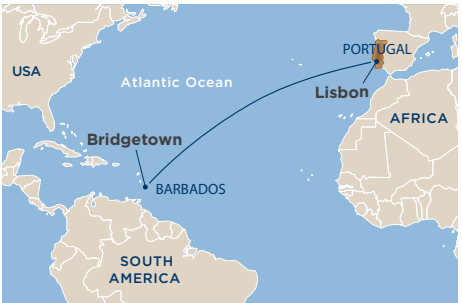 PORTUGAL
USA
Atlantic Ocean
Lisbon
AFRICA
Bridgetown
BARBADOS
SOUTH
AMERICA